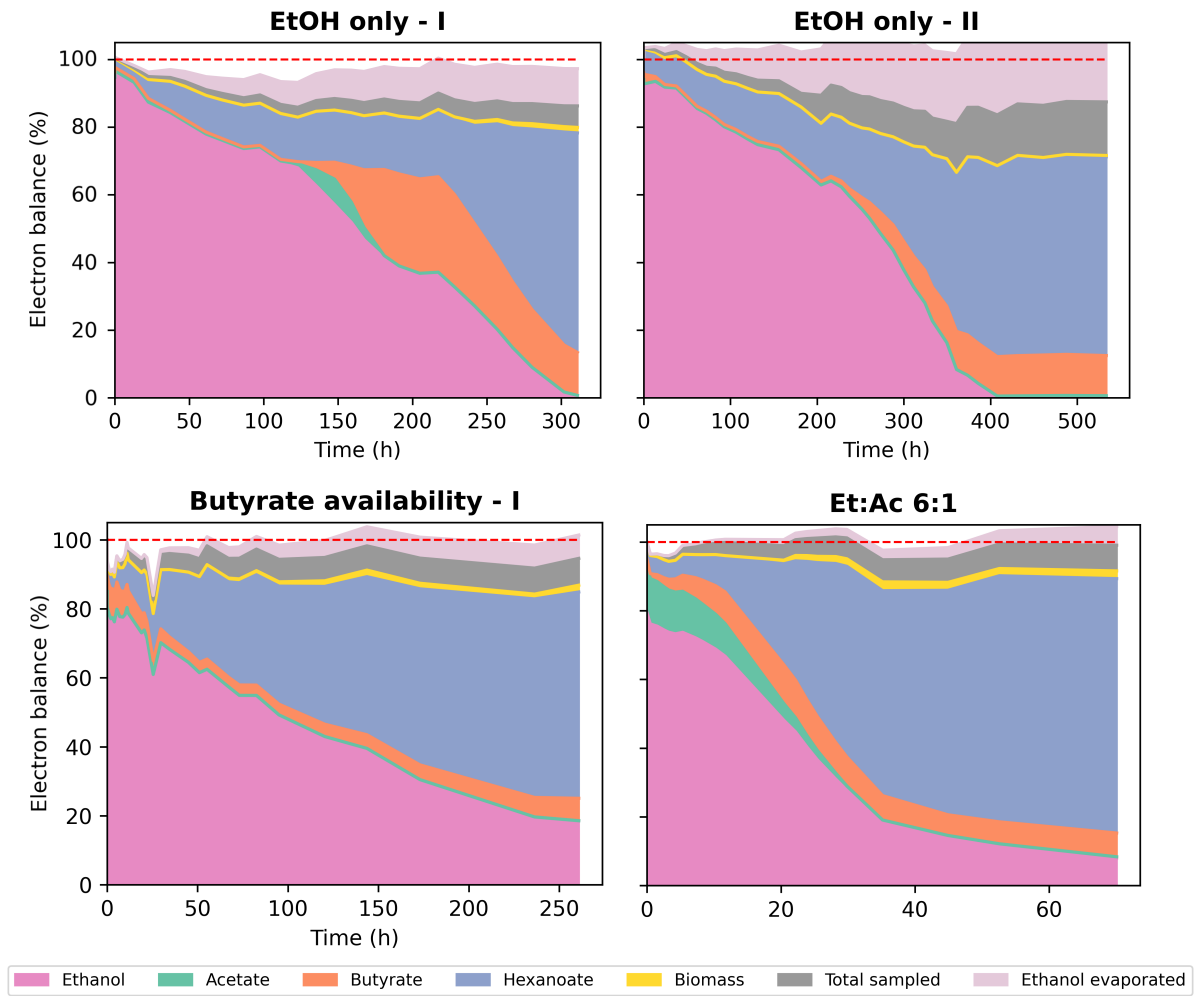 EtOH only - I
EtOH only - II
Electron balance (%)
100
80
60
40
20
0
0 50 100 150 200 250 300
0 100 200 300 400 500
Time (h)
Time (h)
Butyrate availability - I
Et:Ac 6:1
Electron balance (%)
100
80
60
40
20
0
0 50 100 150 200 250
0 20 40 60
Time (h)
Ethanol Acetate Butyrate Hexanoate Biomass Total sampled Ethanol evaporated